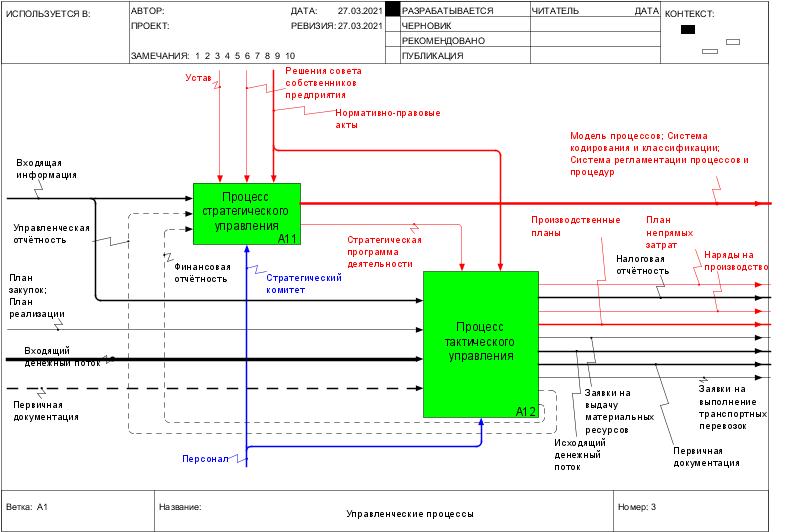 ИСПОЛЬЗУЕТСЯ В:
АВТОР:
ДАТА: 27.03.2021
РАЗРАБАТЫВАЕТСЯ
ЧИТАТЕЛЬ
ДАТА
КОНТЕКСТ:
ПРОЕКТ:
РЕВИЗИЯ: 27.03.2021
ЧЕРНОВИК
РЕКОМЕНДОВАНО
ЗАМЕЧАНИЯ: 1 2 3 4 5 6 7 8 9 10
ПУБЛИКАЦИЯ
Устав
Решения совета
собственников
предприятия
Нормативно-правовые
акты
Модель процессов; Система
кодирования и классификации;
Система регламентации процессов и
процедур
Входящая
информация
Процесс
стратегического
управления
A11
Управленческая
отчётность
Финансовая
отчётность
Стратегический
комитет
Стратегическая
программа
деятельности
Производственные
планы
План
непрямых
затрат
Налоговая
отчётность
Наряды на
производство
План
закупок;
План
реализации
Входящий
денежный поток
Первичная
документация
Процесс
тактического
управления
A12
Заявки на
выдачу
материальных
ресурсов
Заявки на
выполнение
транспортных
перевозок
Исходящий
денежный
поток
Первичная
документация
Персонал
Ветка: A1
Название:
Управленческие процессы
Номер: 3